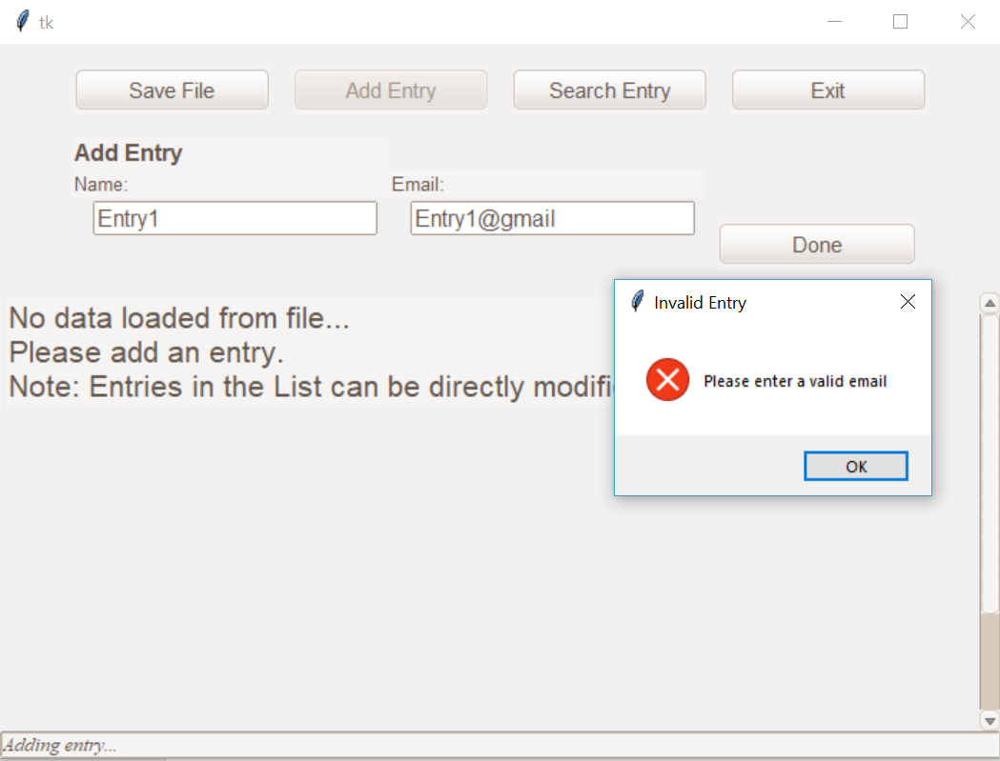 tk
Save File Add Entry Search Entry Exit
Add Entry
Name: Email:
Entry1 Entry1@gmail
Done
No data loaded from file...
Please add an entry.
Note: Entries in the List can be directly
Invalid Entry
Please enter a valid email
OK
Adding entry...